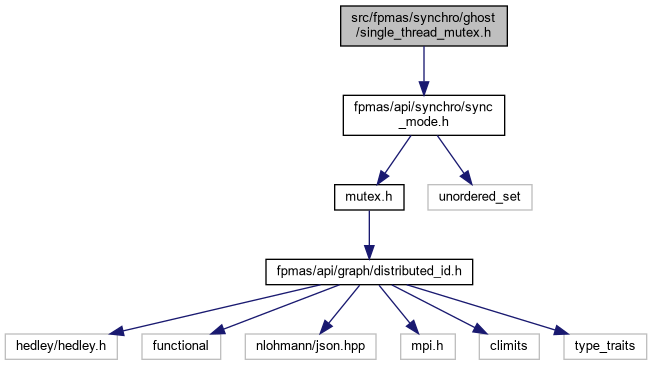 src/fpmas/synchro/ghost
/single_thread_mutex.h
fpmas/api/synchro/sync
_mode.h
mutex.h
unordered_set
fpmas/api/graph/distributed_id.h
hedley/hedley.h
functional
nlohmann/json.hpp
mpi.h
climits
type_traits